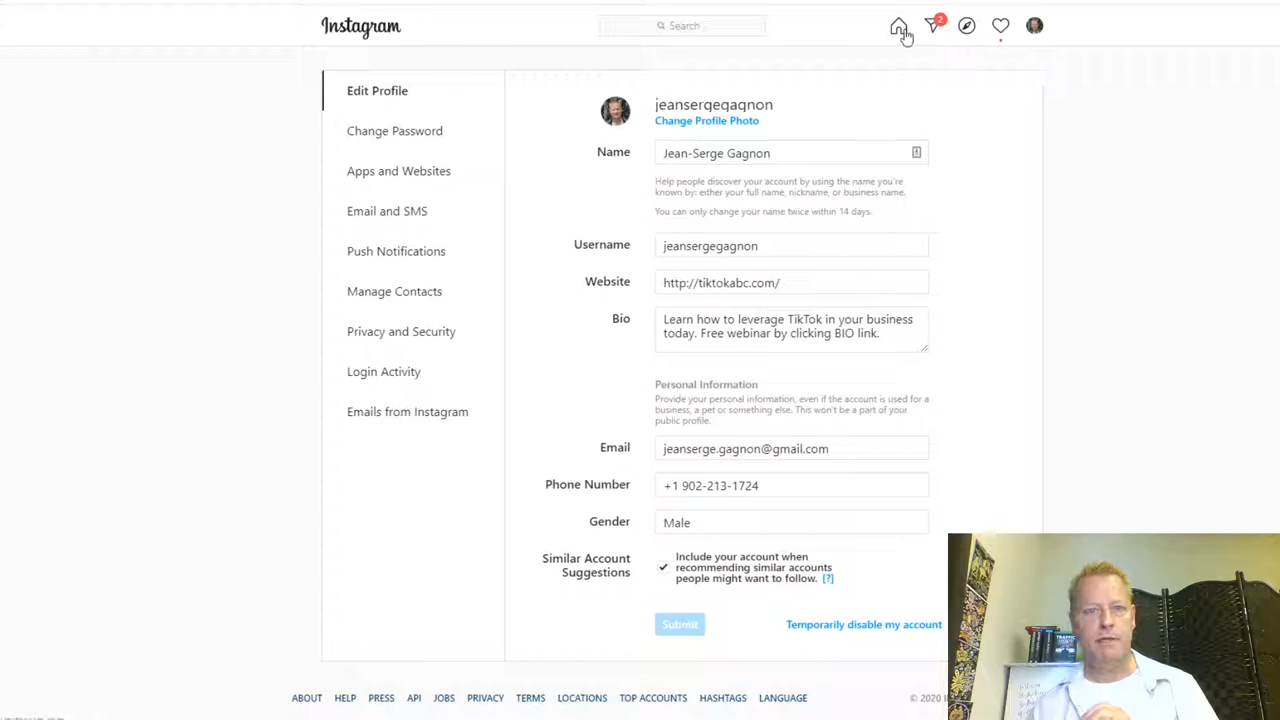 Instagram
Search
2
Edit Profile
Change Password
Apps and Websites
Email and SMS
Push Notifications
Manage Contacts
Privacy and Security
Login Activity
Emails from Instagram
jeansergegagnon
Change Profile Photo
Name
Jean-Serge Gagnon
Help people discover your account by using the name you're
known by: either your full name, nickname, or business name.
You can only change your name twice within 14 days.
Username
jeansergegagnon
Website
http://tiktokabc.com/
Bio
Learn how to leverage TikTok in your business
today. Free webinar by clicking BIO link.
Personal Information
Provide your personal information, even if the account is used for a
business, a pet or something else. This won't be a part of your
public profile.
Email
jeanserge.gagnon@gmail.com
Phone Number
+1 902-213-1724
Gender
Male
Similar Account
Suggestions
Include your account when
recommending similar accounts
people might want to follow. [?]
Submit
Temporarily disable my account
TRAFFIC
ABOUT HELP PRESS API JOBS PRIVACY TERMS LOCATIONS TOP ACCOUNTS HASHTAGS LANGUAGE
© 2020